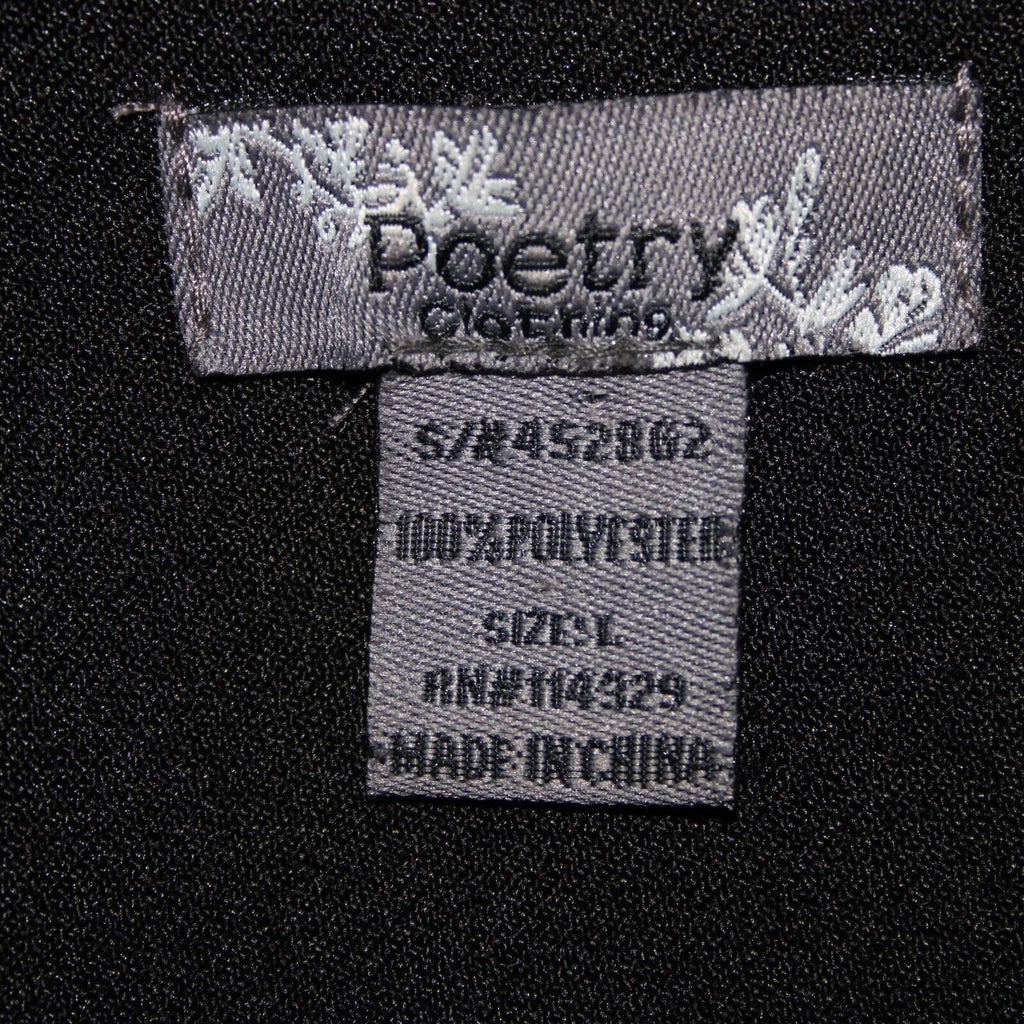 Poetry
Clothing
S/#452862
100%POLYESTER
SIZE:L
RN#114329
MADE IN CHINA